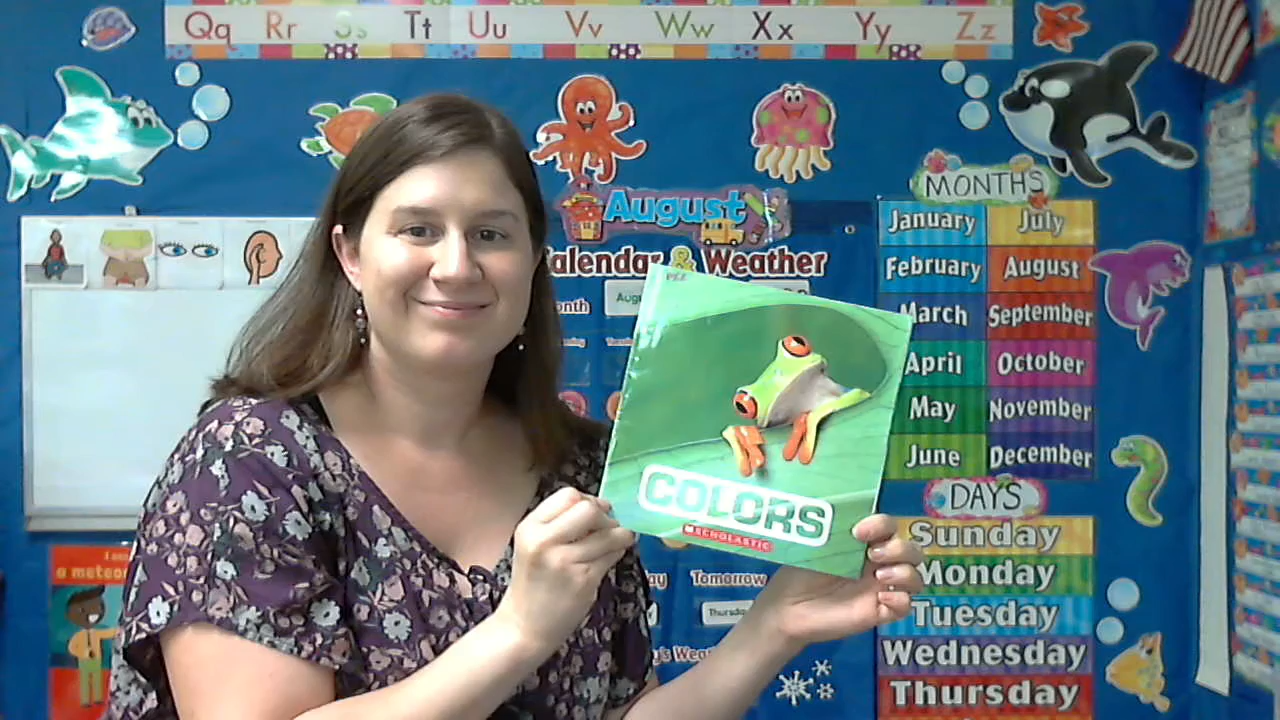 Qq Rr Ss Tt Uu Vv Ww Xx Yy Zz
August
Calendar & Weather
MONTHS
January July
February August
March September
April October
May November
June December
DAYS
Sunday
Monday
Tuesday
Wednesday
Thursday
Tomorrow
COLORS
SCHOLASTIC
a meteor